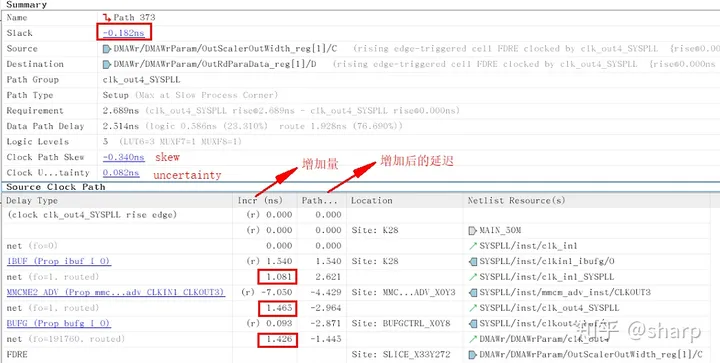 Summary
Name Path 373
Slack -0.182ns
Source DMAWr/DMAWrParam/OutScalerOutWidth_reg[1]/C (rising edge-triggered cell FDRE clocked by clk_out4_SYSPLL {rise@0.000ns
Destination DMAWr/DMAWrParam/OutRdParaData_reg[1]/D (rising edge-triggered cell FDRE clocked by clk_out4_SYSPLL {rise@0.000ns
Path Group clk_out4_SYSPLL
Path Type Setup (Max at Slow Process Corner)
Requirement 2.689ns (clk_out4_SYSPLL rise@2.689ns - clk_out4_SYSPLL rise@0.000ns)
Data Path Delay 2.514ns (logic 0.586ns (23.310%) route 1.928ns (76.690%))
Logic Levels 5 (LUT6=3 MUXF7=1 MUXF8=1)
Clock Path Skew -0.340ns skew 增加量 增加后的延迟
Clock U...tainty 0.082ns uncertainty
Source Clock Path
Delay Type Incr (ns) Path... Location Netlist Resource(s)
(clock clk_out4_SYSPLL rise edge) (r) 0.000 0.000
(r) 0.000 0.000 Site: K28 MAIN_50M
net (fo=0) 0.000 0.000 SYSPLL/inst/clk_in1
IBUF (Prop ibuf I O) (r) 1.540 1.540 Site: K28 SYSPLL/inst/clkin1_ibufg/O
net (fo=1, routed) 1.081 2.621 SYSPLL/inst/clk_in1_SYSPLL
MMCME2 ADV (Prop mmc...adv CLKIN1 CLKOUT3) (r) -7.050 -4.429 Site: MMC...ADV_X0Y3 SYSPLL/inst/mmcm_adv_inst/CLKOUT3
net (fo=1, routed) 1.465 -2.964 SYSPLL/inst/clk_out4_SYSPLL
BUFG (Prop bufg I O) (r) 0.093 -2.871 Site: BUFGCTRL_X0Y8 SYSPLL/inst/clkout4_buf/O
net (fo=191760, routed) 1.426 -1.445 DMAWr/DMAWrParam/clk_out4
FDRE Site: SLICE_X33Y272 DMAWr/DMAWrParam/OutScalerOutWidth_reg[1]/C
知乎 @sharp